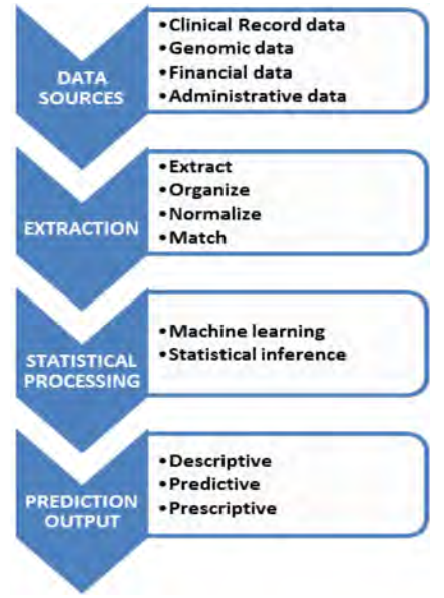 DATA
SOURCES
•Clinical Record data
•Genomic data
•Financial data
•Administrative data
EXTRACTION
•Extract
•Organize
•Normalize
•Match
STATISTICAL
PROCESSING
•Machine learning
•Statistical inference
PREDICTION
OUTPUT
•Descriptive
•Predictive
•Prescriptive